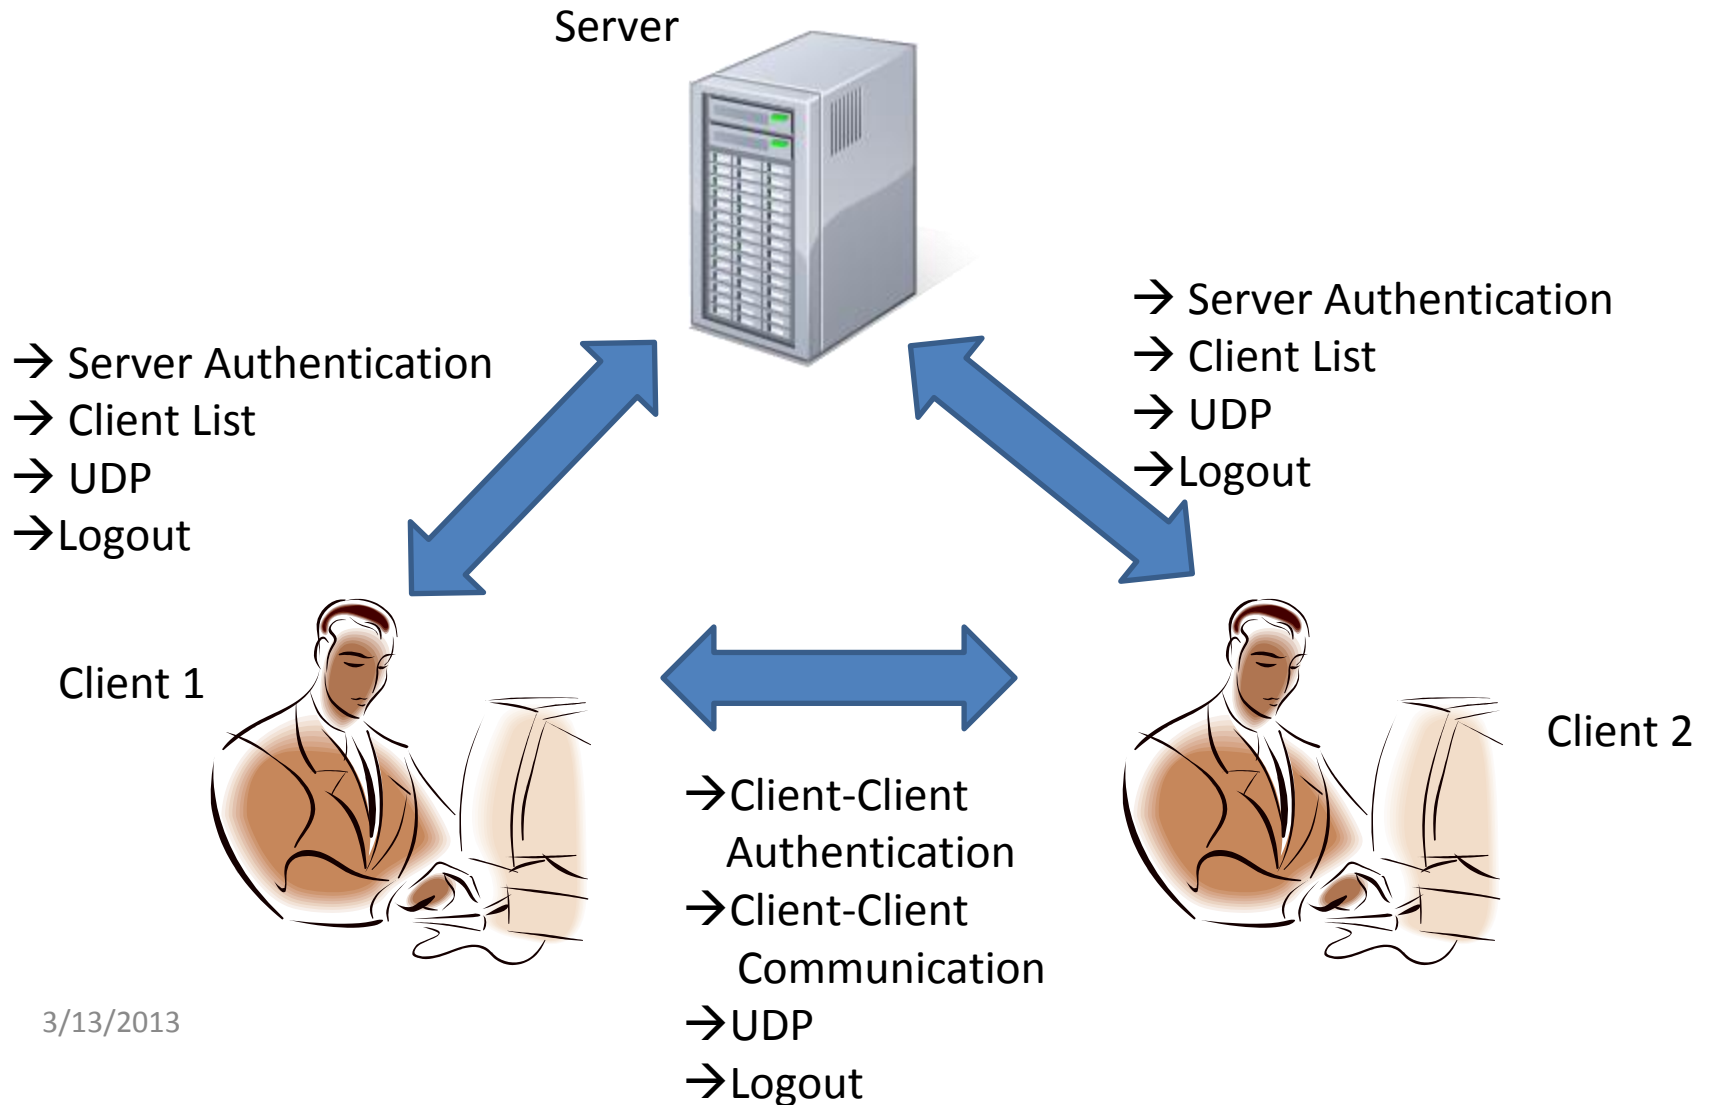 Server
→ Server Authentication
→ Client List
→ UDP
→Logout
→ Server Authentication
→ Client List
→ UDP
→Logout
Client 1
Client 2
→Client-Client
Authentication
→Client-Client
Communication
→UDP
→Logout
3/13/2013